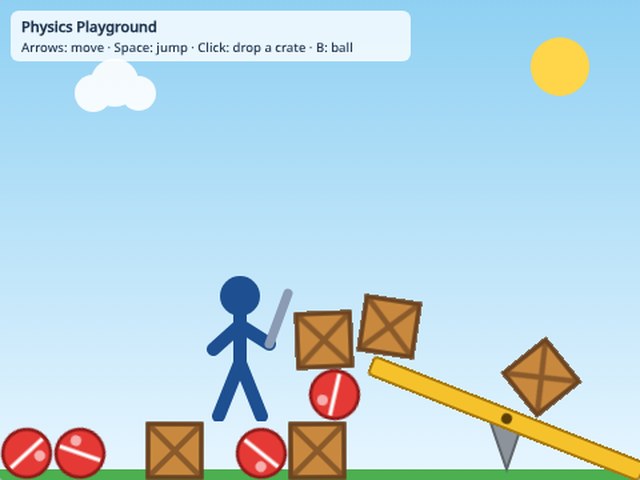 Physics Playground
Arrows: move · Space: jump · Click: drop a crate · B: ball